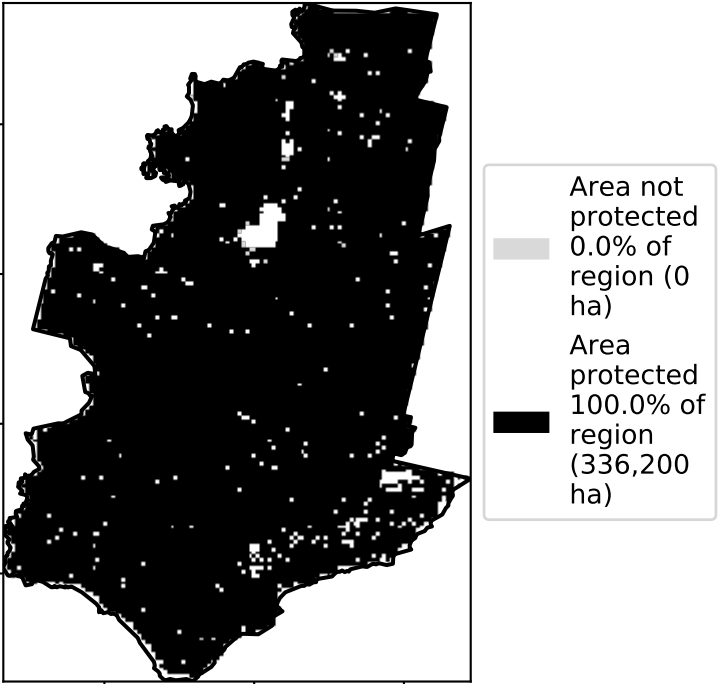 Area not
protected
0.0% of
region (0
ha)
Area
protected
100.0% of
region
(336,200
ha)